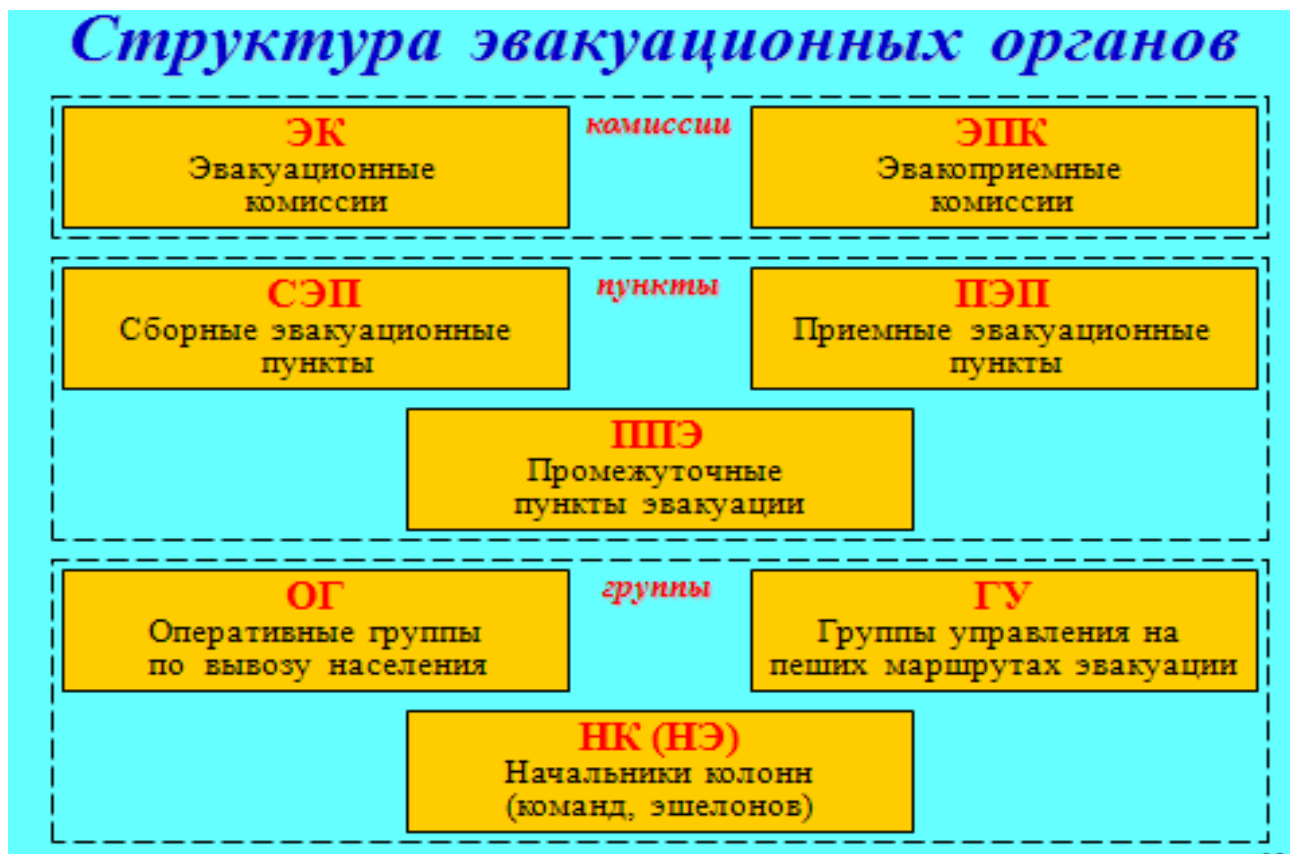 Структура эвакуационных органов
ЭК
Эвакуационные
комиссии
комиссии
ЭПК
Эвакоприемные
комиссии
СЭП
Сборные эвакуационные
пункты
пункты
ПЭП
Приемные эвакуационные
пункты
ППЭ
Промежуточные
пункты эвакуации
ОГ
Оперативные группы
по вывозу населения
группы
ГУ
Группы управления на
пеших маршрутах эвакуации
НК (НЭ)
Начальники колонн
(команд, эшелонов)